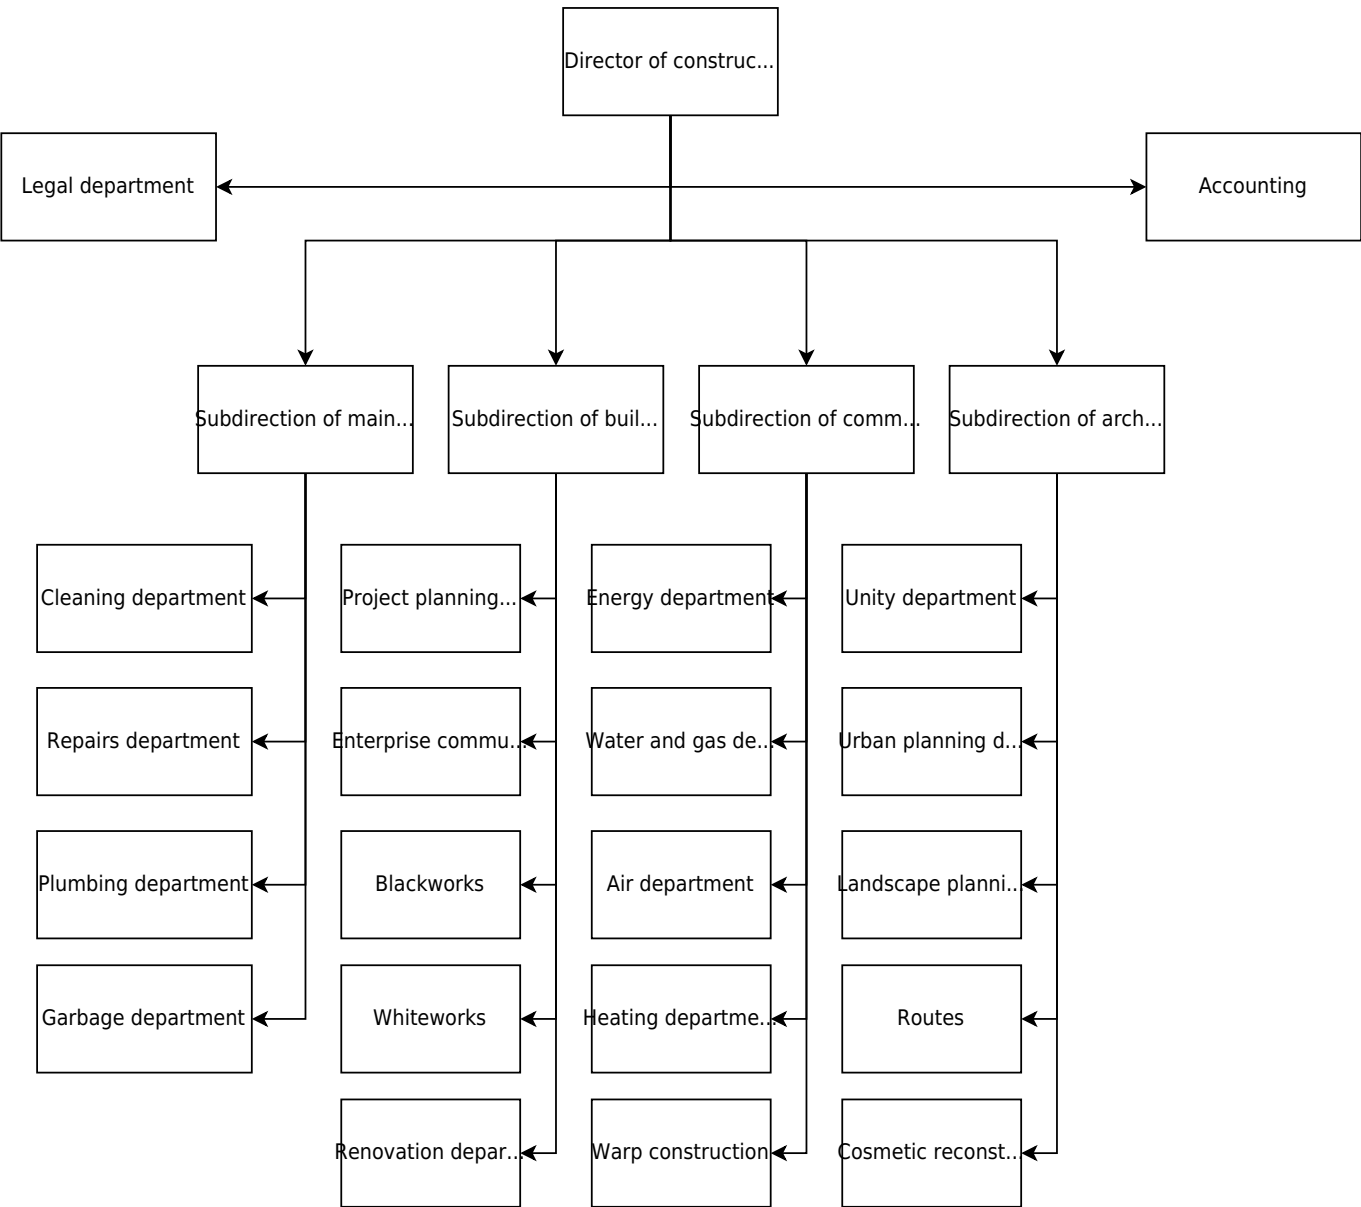 Director of construc...
Legal department
Accounting
Subdirection of main...
Subdirection of buil...
Subdirection of comm...
Subdirection of arch...
Cleaning department
Project planning...
Energy department
Unity department
Repairs department
Enterprise commu...
Water and gas de...
Urban planning d...
Plumbing department
Blackworks
Air department
Landscape planni...
Garbage department
Whiteworks
Heating departme...
Routes
Renovation depar...
Warp construction
Cosmetic reconst...